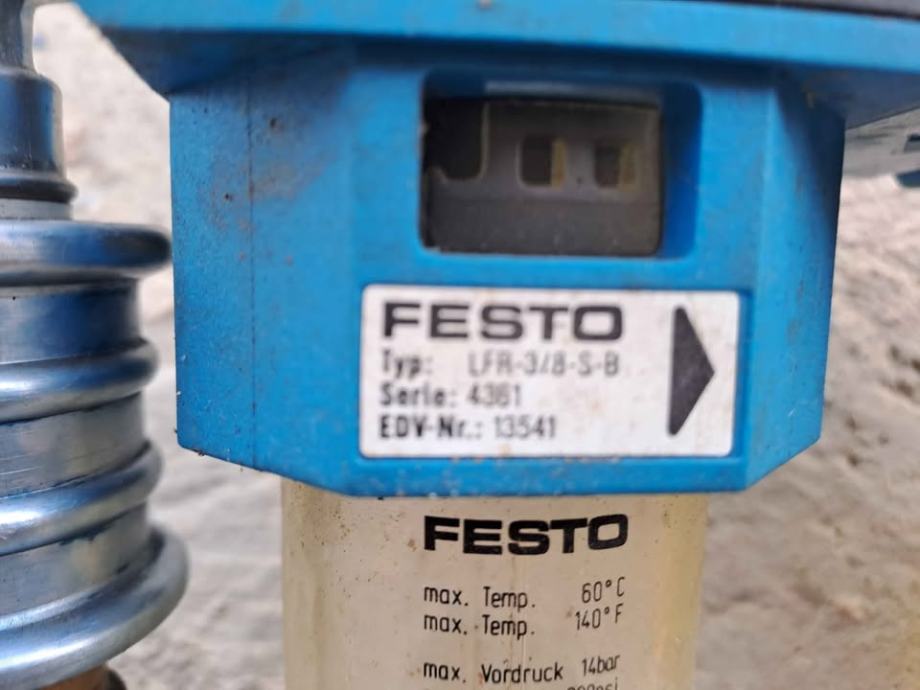 FESTO
Typ: LFR-3/8-S-B
Serie: 4361
EDV-Nr.: 13541
FESTO
max. Temp. 60°C
max. Temp. 140°F
max. Vordruck 14bar